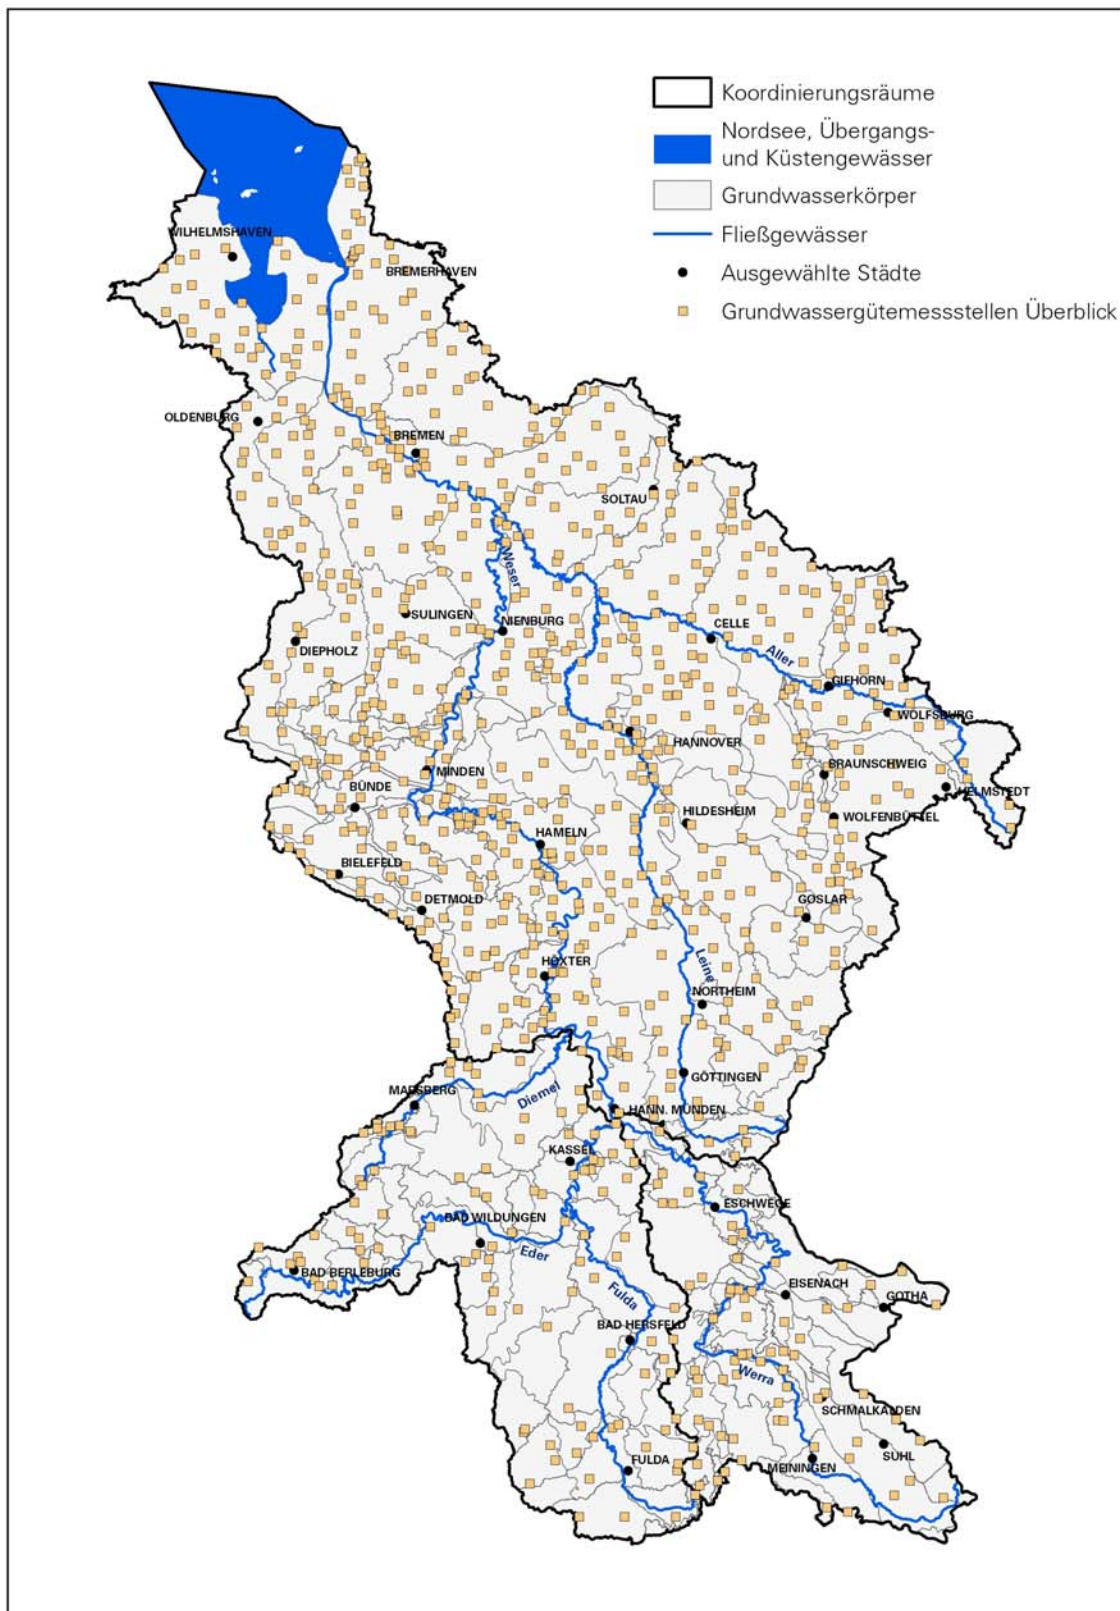 Koordinierungsräume
Nordsee, Übergangs-
und Küstengewässer
Grundwasserkörper
Fließgewässer
Ausgewählte Städte
Grundwassergütemessstellen Überblick
WILHELMSHAVEN
BREMERHAVEN
OLDENBURG
BREMEN
SOLTAU
Weser
SULINGEN
NIENBURG
CELLE
DIEPHOLZ
Aller
GIFHORN
WOLFSBURG
HANNOVER
MINDEN
BRAUNSCHWEIG
BÜNDE
HELMSTEDT
HILDESHEIM
WOLFENBÜTTEL
HAMELN
BIELEFELD
DETMOLD
GOSLAR
HÖXTER
Leine
NORTHEIM
GÖTTINGEN
MARSBERG
Diemel
HANN. MÜNDEN
KASSEL
ESCHWEGE
BAD WILDUNGEN
Eder
BAD BERLEBURG
EISENACH
GOTHA
Fulda
BAD HERSFELD
Werra
SCHMALKALDEN
SUHL
FULDA
MEININGEN